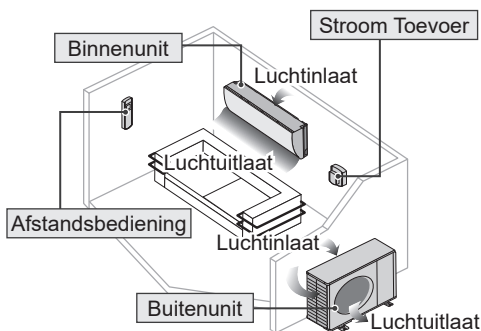 Stroom Toevoer
Binnenunit
Luchtinlaat
Luchtuitlaat
Afstandsbediening
Luchtinlaat
Buitenunit
Luchtuitlaat